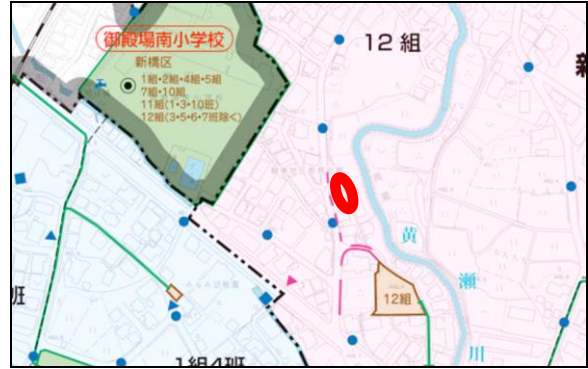 御殿場南小学校
新橋区
1組・2組・4組・5組
7組・10組
11組(1・3・10班)
12組(3・5・6・7班除く)
12組
新
黄
瀬
川
12組
班
1組4班